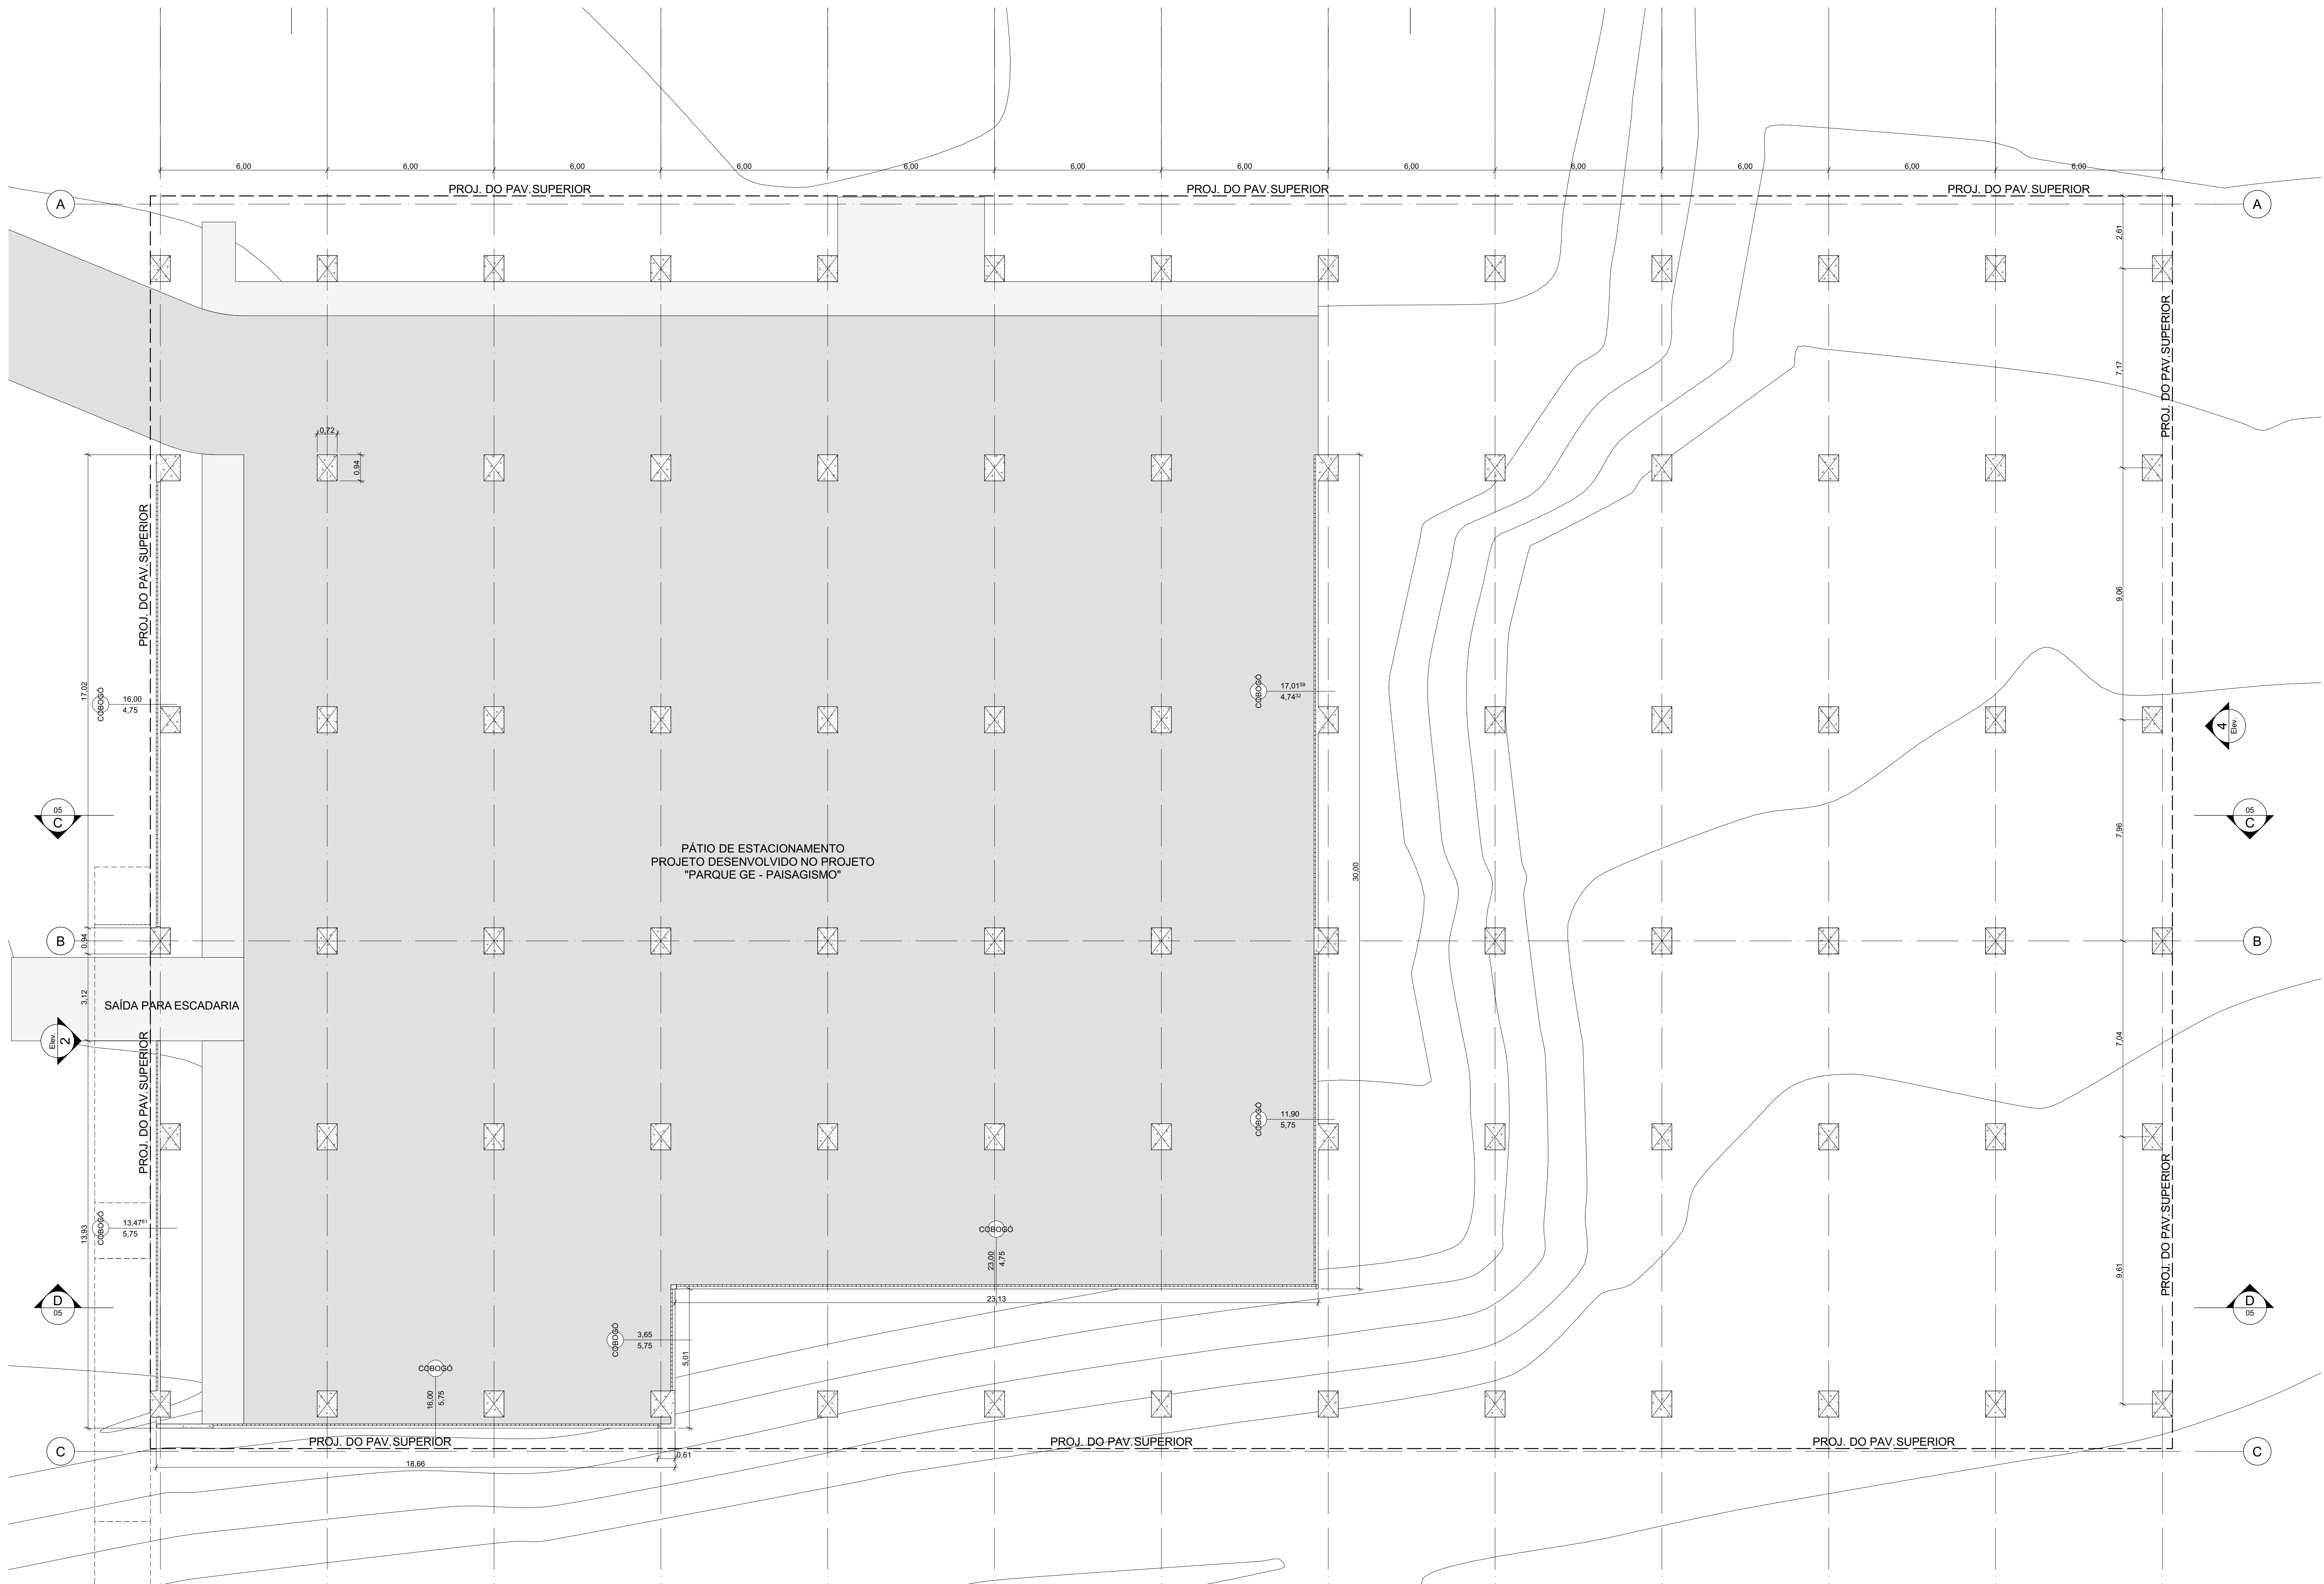 6,00
6,00
6,00
6,00
6,00
6,00
6,00
6,00
6,00
6,00
6,00
6,00
PROJ. DO PAV.SUPERIOR
PROJ. DO PAV.SUPERIOR
PROJ. DO PAV.SUPERIOR
A
A
2,61
PROJ. DO PAV.SUPERIOR
7,17
0,72
0,94
PROJ. DO PAV.SUPERIOR
9,06
17,02
COBOGÓ
16,00
4,75
COBOGÓ
17,01⁵⁹
4,74³²
4
Elev.
05
C
05
C
7,96
PÁTIO DE ESTACIONAMENTO
PROJETO DESENVOLVIDO NO PROJETO
"PARQUE GE - PAISAGISMO"
30,00
B
0,94
B
3,12
SAÍDA PARA ESCADARIA
Elev.
2
7,04
PROJ. DO PAV.SUPERIOR
COBOGÓ
11,90
5,75
PROJ. DO PAV.SUPERIOR
13,93
COBOGÓ
13,47⁸¹
5,75
COBOGÓ
23,00
4,75
9,61
D
05
23,13
D
05
COBOGÓ
3,65
5,75
5,01
COBOGÓ
16,00
5,75
PROJ. DO PAV.SUPERIOR
PROJ. DO PAV.SUPERIOR
PROJ. DO PAV.SUPERIOR
C
C
0,61
18,66